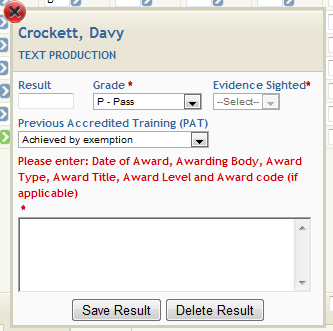 Crockett, Davy
TEXT PRODUCTION
Result Grade * Evidence Sighted*
P - Pass --Select--
Previous Accredited Training (PAT)
Achieved by exemption
Please enter: Date of Award, Awarding Body, Award
Type, Award Title, Award Level and Award code (if
applicable)
*
Save Result Delete Result